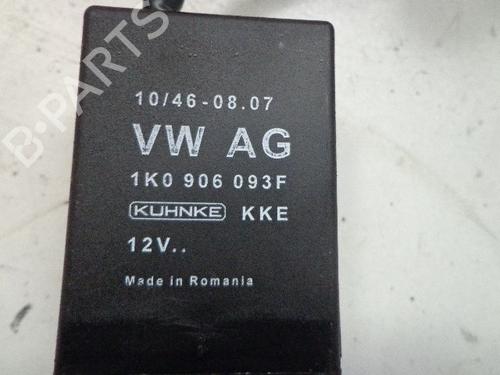 10/46-08.07
VW AG
1K0 906 093F
KUHNKE KKE
12V..
Made in Romania
B-PARTS